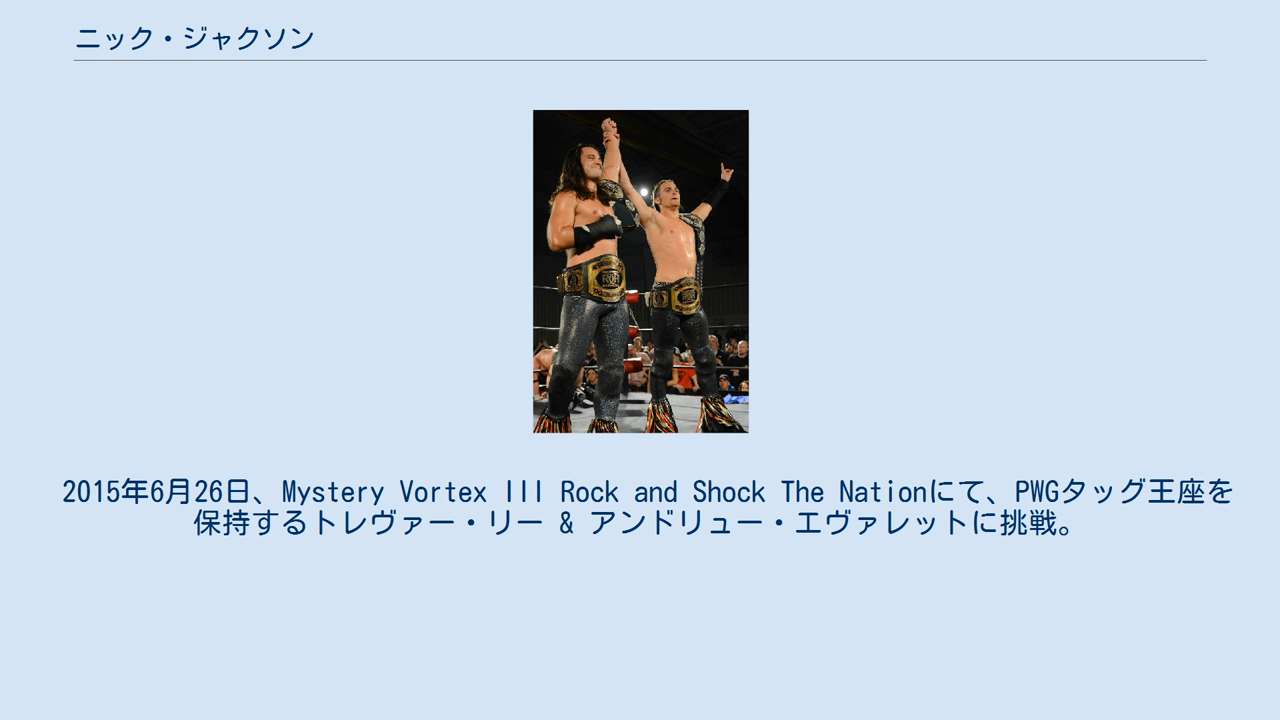 ニック・ジャクソン
2015年6月26日、Mystery Vortex III Rock and Shock The Nationにて、PWGタッグ王座を
保持するトレヴァー・リー & アンドリュー・エヴァレットに挑戦。